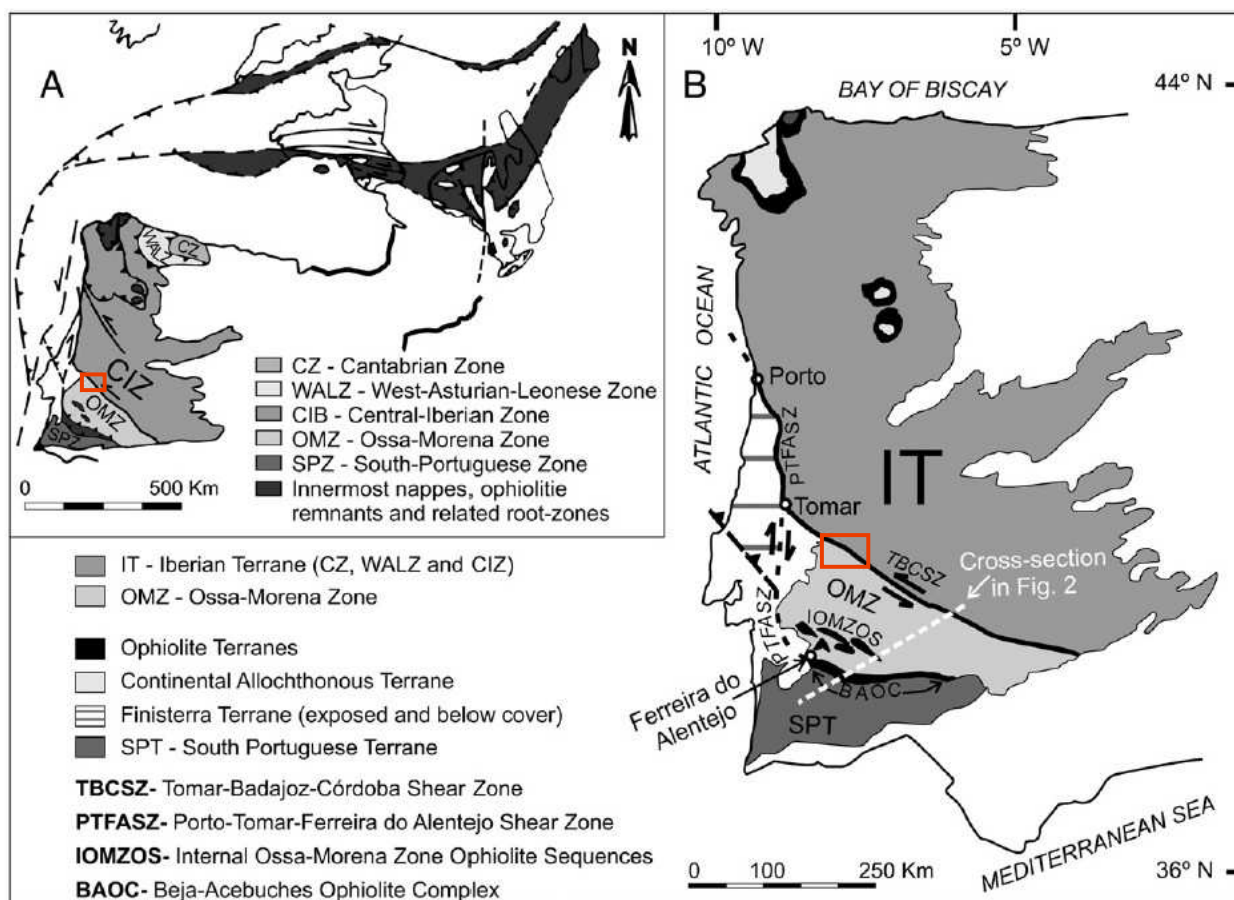 A
N
WAL
CZ
CIZ
OMZ
SPZ
CZ - Cantabrian Zone
WALZ - West-Asturian-Leonese Zone
CIB - Central-Iberian Zone
OMZ - Ossa-Morena Zone
SPZ - South-Portuguese Zone
Innermost nappes, ophiolitie
remnants and related root-zones
0 500 Km
IT - Iberian Terrane (CZ, WALZ and CIZ)
OMZ - Ossa-Morena Zone
Ophiolite Terranes
Continental Allochthonous Terrane
Finisterra Terrane (exposed and below cover)
SPT - South Portuguese Terrane
TBCSZ- Tomar-Badajoz-Córdoba Shear Zone
PTFASZ- Porto-Tomar-Ferreira do Alentejo Shear Zone
IOMZOS- Internal Ossa-Morena Zone Ophiolite Sequences
BAOC- Beja-Acebuches Ophiolite Complex
10º W 5º W
B
BAY OF BISCAY
44º N
ATLANTIC OCEAN
Porto
PTFASZ
IT
Tomar
TBCSZ
Cross-section
in Fig. 2
OMZ
IOMZOS
PTFASZ
BAOC
Ferreira do
Alentejo
SPT
MEDITERRANEAN SEA
0 100 250 Km
36º N